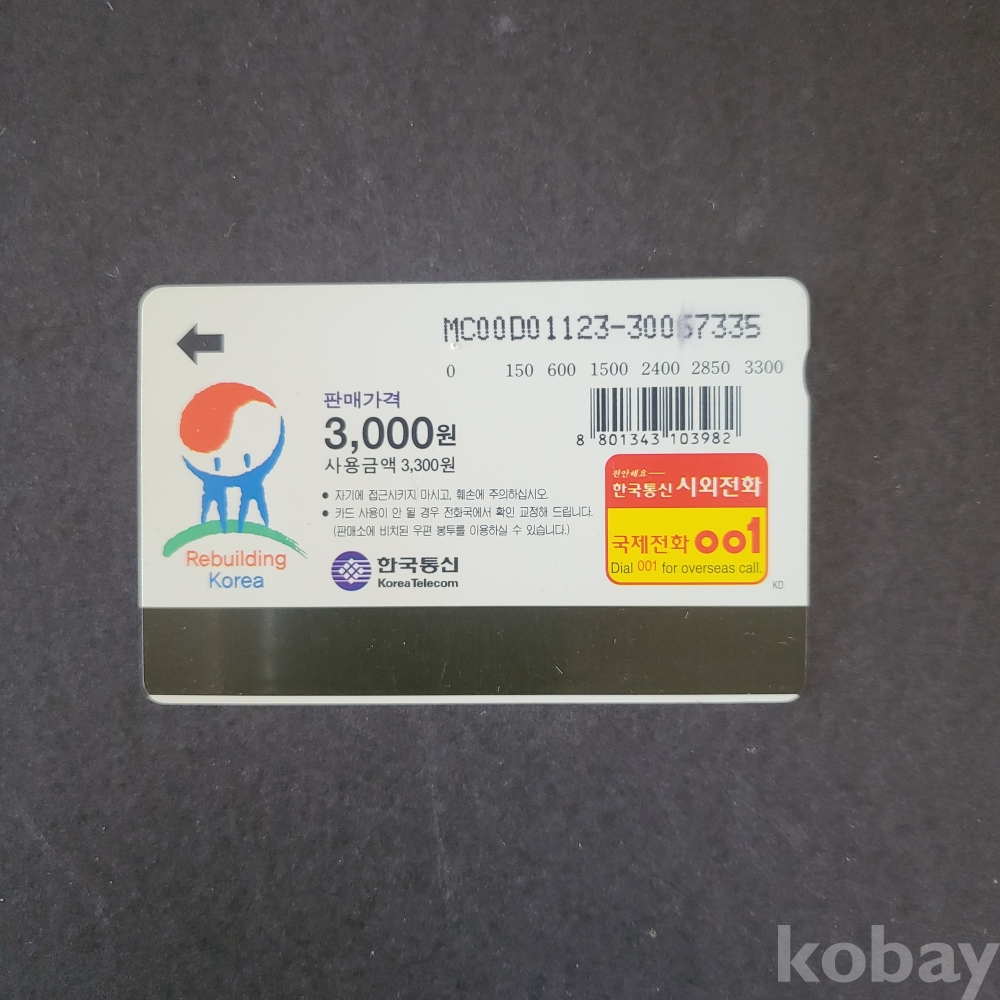 MC00D01123-30067335
0 150 600 1500 2400 2850 3300
판매가격
3,000원
사용금액 3,300원
8 801343 103982
● 자기에 접근시키지 마시고, 훼손에 주의하십시오.
● 카드 사용이 안 될 경우 전화국에서 확인 교정해 드립니다.
(판매소에 비치된 우편 봉투를 이용하실 수 있습니다.)
Rebuilding
Korea
한국통신
Korea Telecom
편안해요
한국통신 시외전화
국제전화 001
Dial 001 for overseas call.
KD
kobay